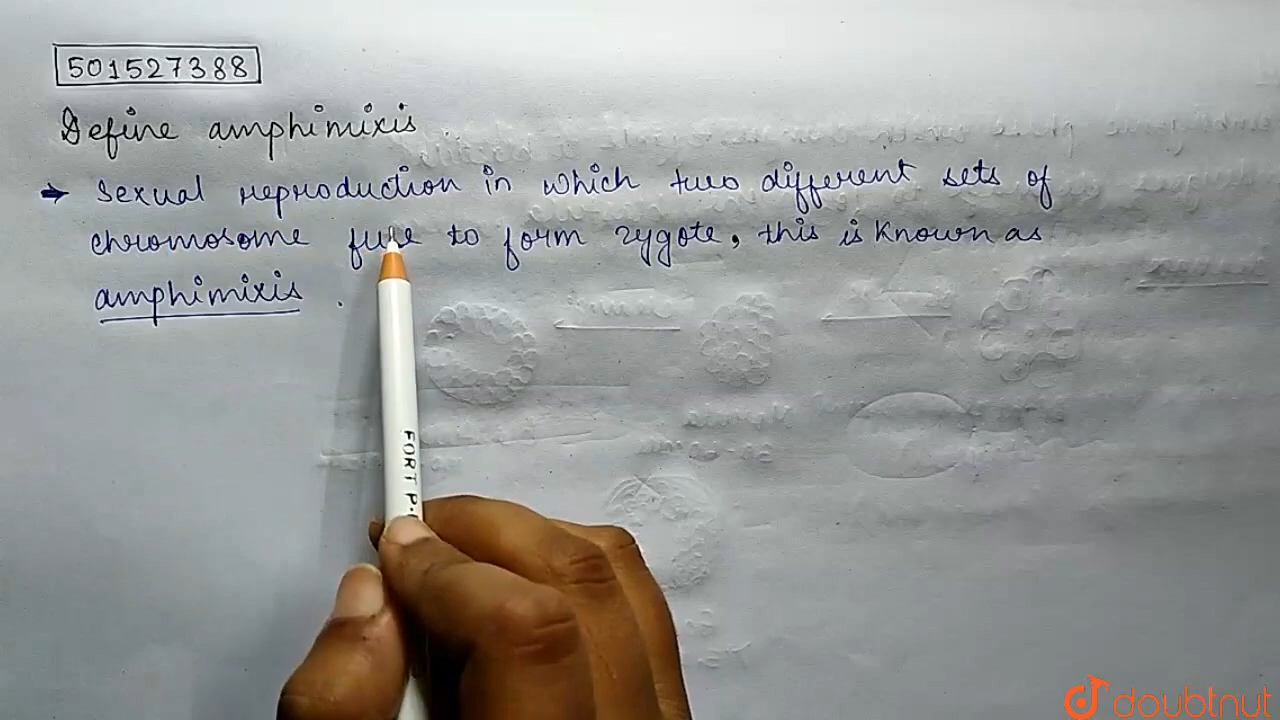 501527388
Define amphimixis.
→ Sexual reproduction in which two different sets of
chromosome fuse to form zygote, this is known as
amphimixis.
FORT P.
doubtnut